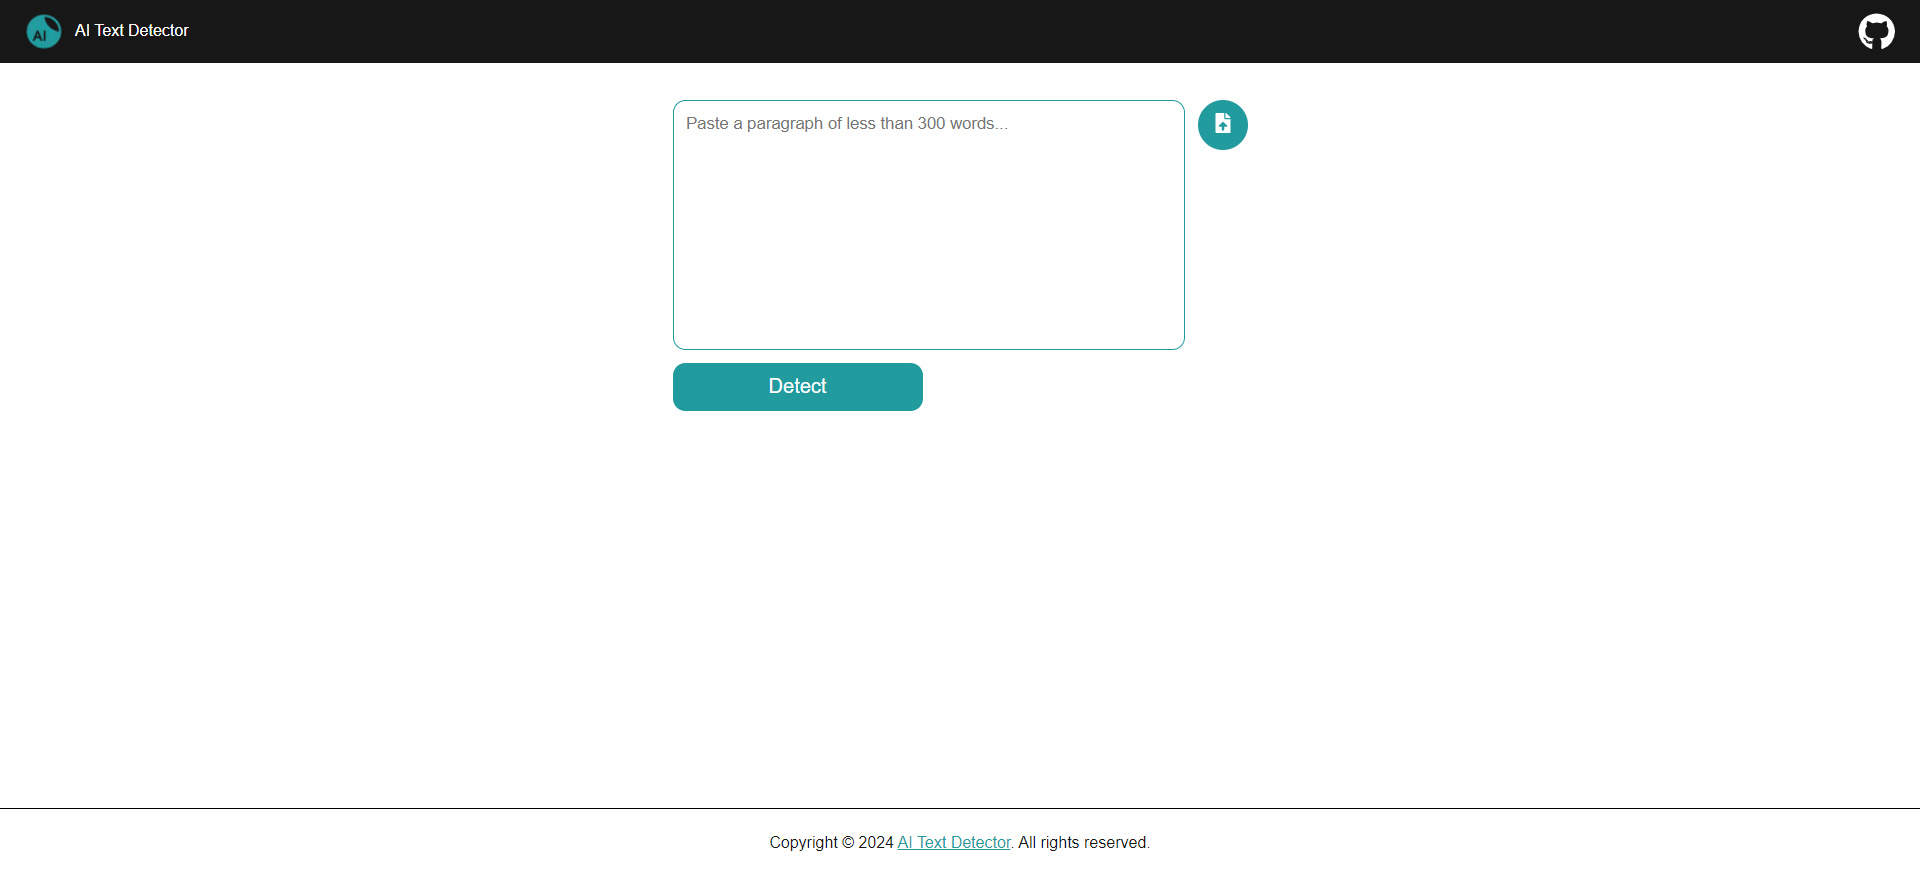 AI
AI Text Detector
Paste a paragraph of less than 300 words...
Detect
Copyright © 2024 AI Text Detector. All rights reserved.